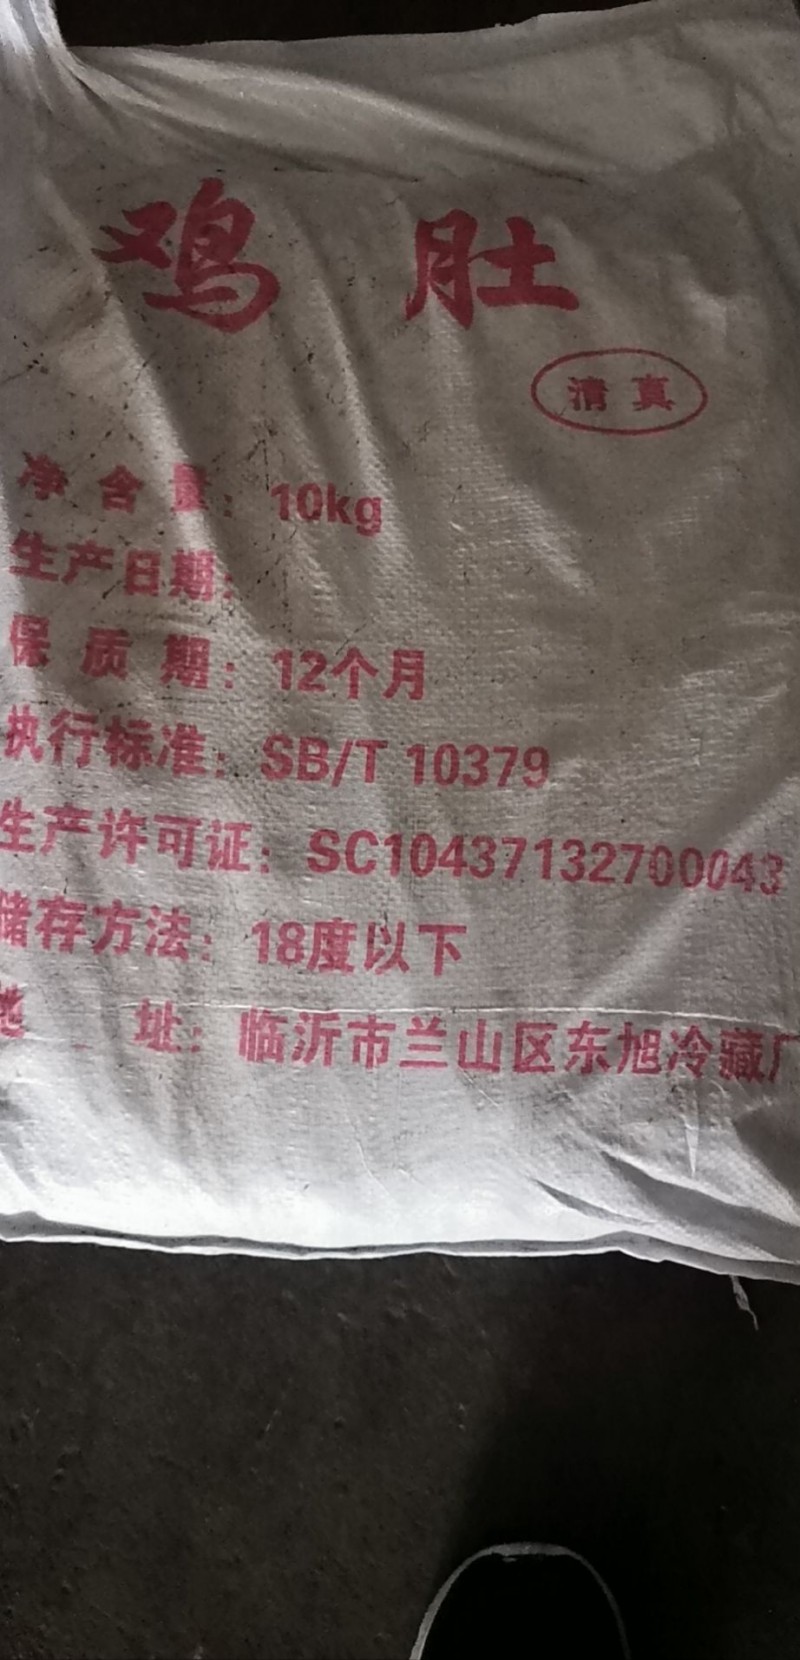 鸡肚
清真
净含量：10kg
生产日期：
保质期：12个月
执行标准：SB/T 10379
生产许可证：SC10437132700043
储存方法：18度以下
地址：临沂市兰山区东旭冷藏厂